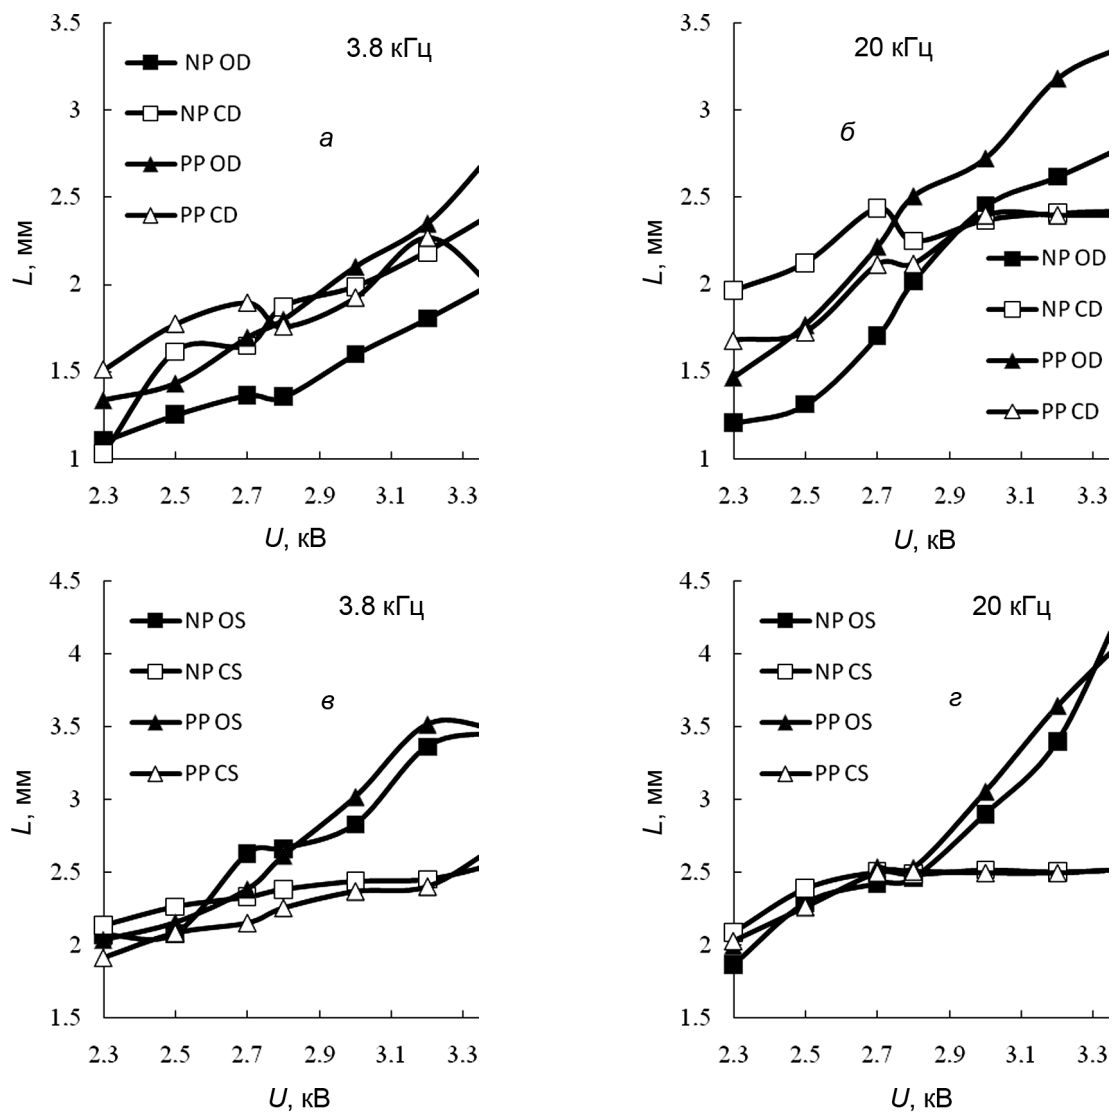 3.5
3
2.5
2
1.5
1
L, мм
3.8 кГц
а
NP OD
NP CD
PP OD
PP CD
2.3 2.5 2.7 2.9 3.1 3.3
U, кВ
3.5
3
2.5
2
1.5
1
L, мм
20 кГц
б
NP OD
NP CD
PP OD
PP CD
2.3 2.5 2.7 2.9 3.1 3.3
U, кВ
4.5
4
3.5
3
2.5
2
1.5
L, мм
3.8 кГц
в
NP OS
NP CS
PP OS
PP CS
2.3 2.5 2.7 2.9 3.1 3.3
U, кВ
4.5
4
3.5
3
2.5
2
1.5
L, мм
20 кГц
г
NP OS
NP CS
PP OS
PP CS
2.3 2.5 2.7 2.9 3.1 3.3
U, кВ